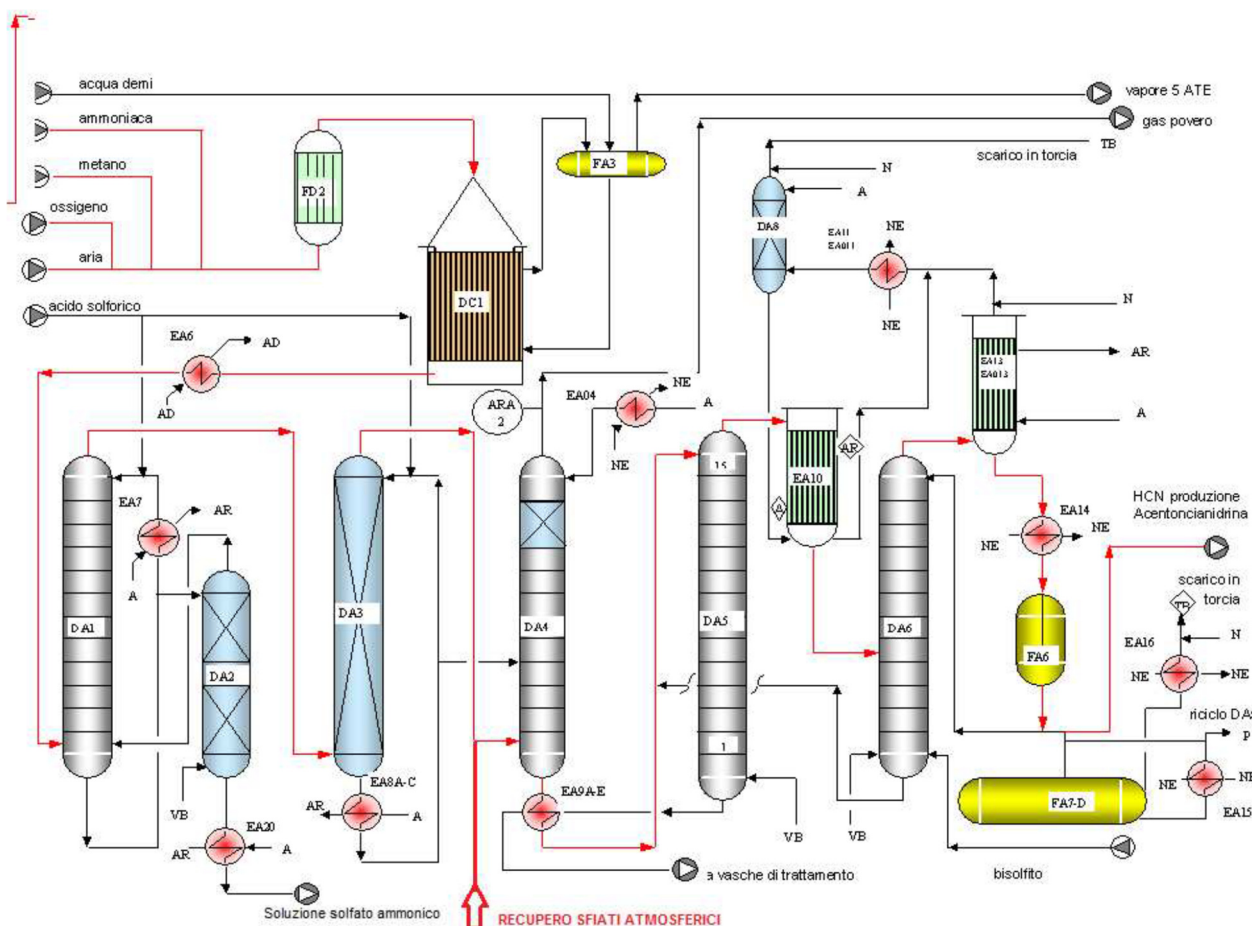 acqua demi
ammoniaca
metano
ossigeno
aria
acido solforico
vapore 5 ATE
gas povero
TB
scarico in torcia
N
A
FA3
FD2
DC1
DA8
EA11
EA011
NE
NE
N
EA13
EA013
AR
A
EA6
AD
AD
ARA
2
EA04
NE
A
NE
AR
EA10
A
15
EA7
AR
A
DA1
DA2
DA3
DA4
DA5
DA6
1
EA14
NE
NE
HCN produzione
Acentoncianidrina
scarico in
torcia
TB
N
EA16
NE
NE
FA6
riciclo DA5
P
NE
NE
EA15
FA7-D
VB
EA20
AR
A
EA8A-C
AR
A
EA9A-E
VB
VB
a vasche di trattamento
bisolfito
Soluzione solfato ammonico
RECUPERO SFIATI ATMOSFERICI